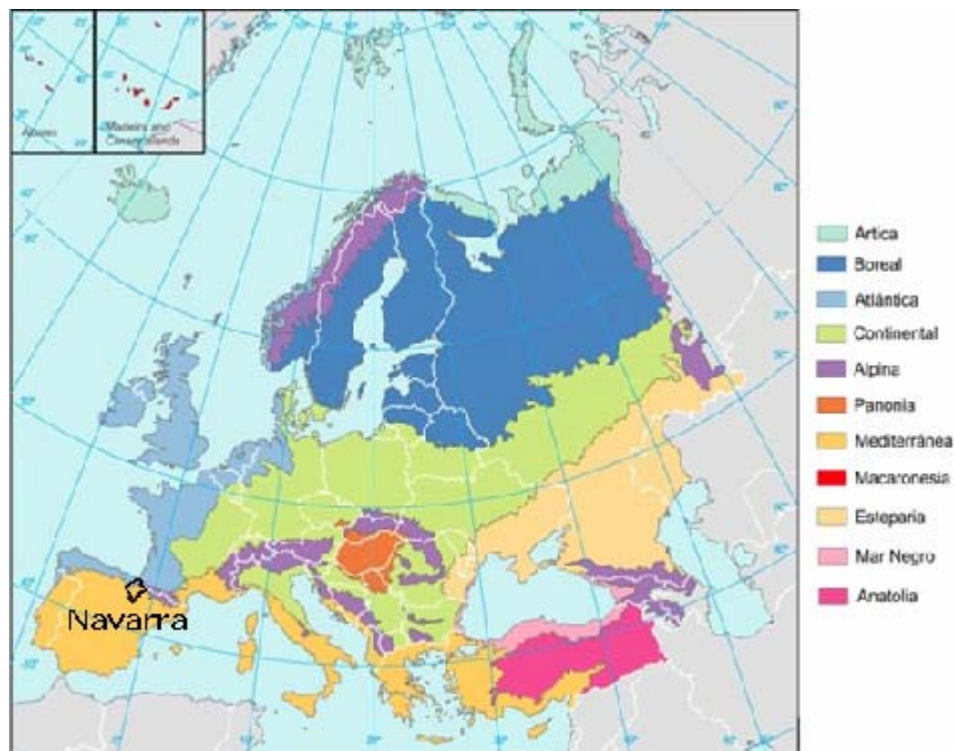 Azores
Madeira and
Canary Islands
Navarra
Artica
Boreal
Atlántica
Continental
Alpina
Panonia
Mediterránea
Macaronesia
Esteparia
Mar Negro
Anatolia